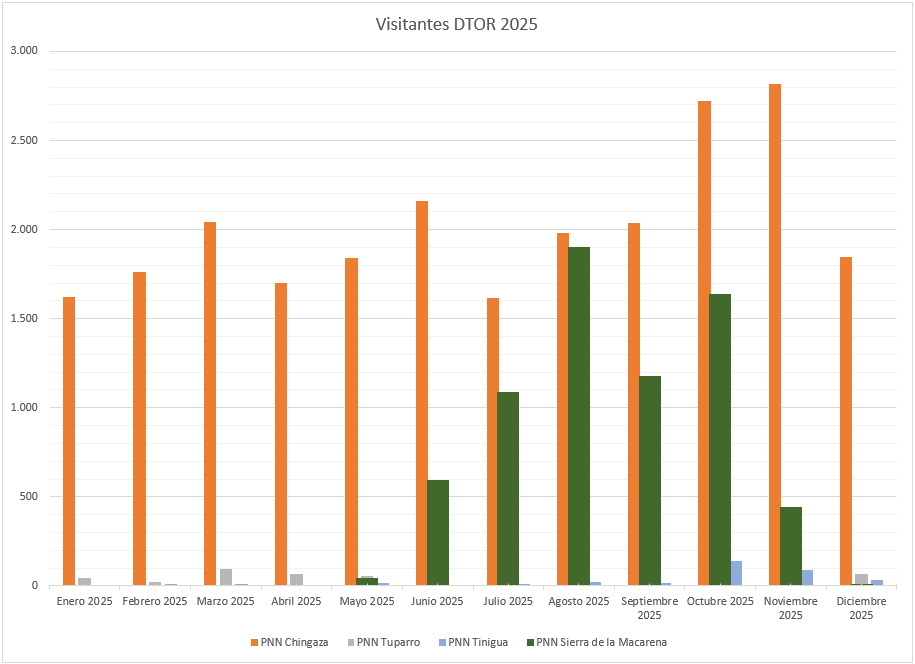 Visitantes DTOR 2025
3.000
2.500
2.000
1.500
1.000
500
0
Enero 2025 Febrero 2025 Marzo 2025 Abril 2025 Mayo 2025 Junio 2025 Julio 2025 Agosto 2025 Septiembre 2025 Octubre 2025 Noviembre 2025 Diciembre 2025
PNN Chingaza PNN Tuparro PNN Tinigua PNN Sierra de la Macarena